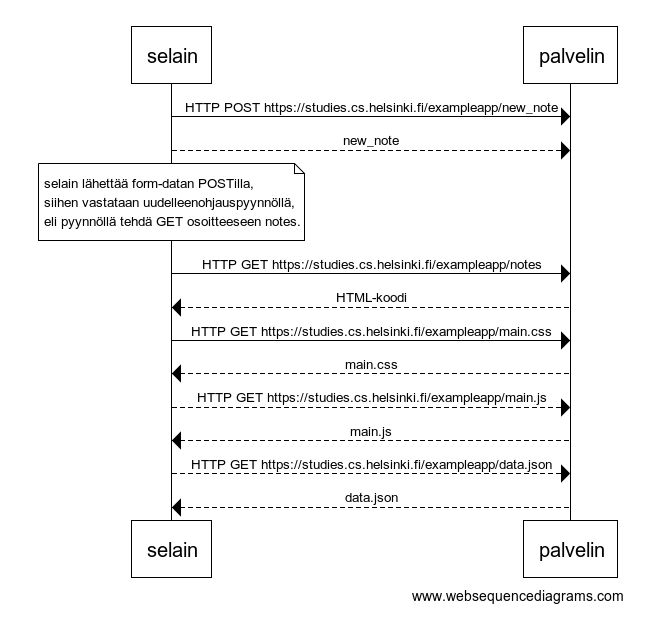 selain palvelin
HTTP POST https://studies.cs.helsinki.fi/exampleapp/new_note
new_note
selain lähettää form-datan POSTilla,
siihen vastataan uudelleenohjauspyynnöllä,
eli pyynnöllä tehdä GET osoitteeseen notes.
HTTP GET https://studies.cs.helsinki.fi/exampleapp/notes
HTML-koodi
HTTP GET https://studies.cs.helsinki.fi/exampleapp/main.css
main.css
HTTP GET https://studies.cs.helsinki.fi/exampleapp/main.js
main.js
HTTP GET https://studies.cs.helsinki.fi/exampleapp/data.json
data.json
selain palvelin
www.websequencediagrams.com